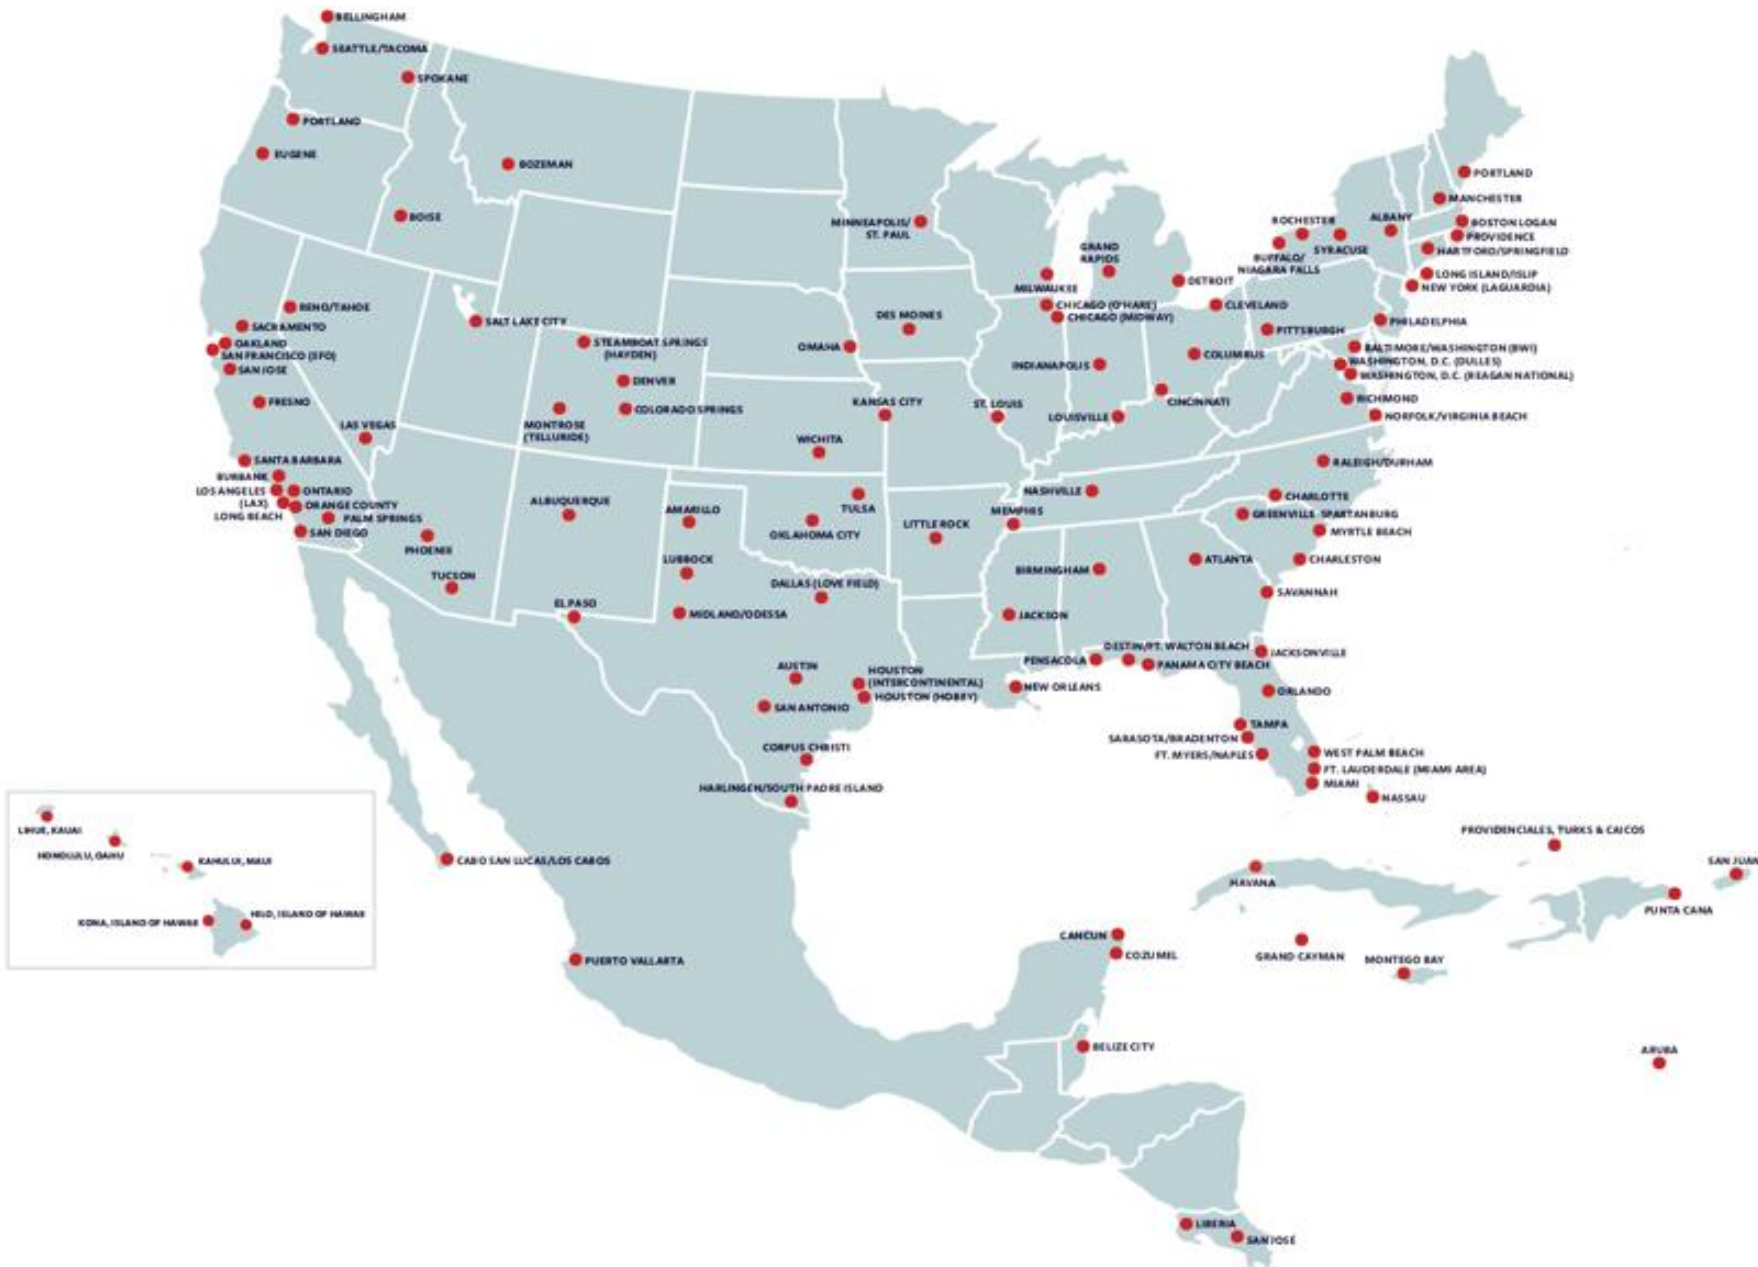 BELLINGHAM
SEATTLE/TACOMA
SPOKANE
PORTLAND
EUGENE
BOZEMAN
BOISE
PORTLAND
MANCHESTER
ROCHESTER
ALBANY
BOSTON LOGAN
MINNEAPOLIS/
ST. PAUL
PROVIDENCE
SYRACUSE
HARTFORD/SPRINGFIELD
GRAND
RAPIDS
BUFFALO/
NIAGARA FALLS
LONG ISLAND/ISLIP
DETROIT
MILWAUKEE
NEW YORK (LAGUARDIA)
RENO/TAHOE
CHICAGO (O'HARE)
CLEVELAND
CHICAGO (MIDWAY)
DES MOINES
SALT LAKE CITY
PHILADELPHIA
SACRAMENTO
PITTSBURGH
OAKLAND
STEAMBOAT SPRINGS
(HAYDEN)
OMAHA
BALTIMORE/WASHINGTON (BWI)
SAN FRANCISCO (SFO)
COLUMBUS
WASHINGTON, D.C. (DULLES)
INDIANAPOLIS
SAN JOSE
WASHINGTON, D.C. (REAGAN NATIONAL)
DENVER
FRESNO
KANSAS CITY
ST. LOUIS
CINCINNATI
RICHMOND
COLORADO SPRINGS
LOUISVILLE
NORFOLK/VIRGINIA BEACH
LAS VEGAS
MONTROSE
(TELLURIDE)
WICHITA
SANTA BARBARA
RALEIGH/DURHAM
BURBANK
LOS ANGELES
(LAX)
ONTARIO
NASHVILLE
CHARLOTTE
ALBUQUERQUE
ORANGE COUNTY
AMARILLO
TULSA
MEMPHIS
GREENVILLE-SPARTANBURG
LONG BEACH
PALM SPRINGS
LITTLE ROCK
SAN DIEGO
OKLAHOMA CITY
MYRTLE BEACH
PHOENIX
LUBBOCK
ATLANTA
CHARLESTON
BIRMINGHAM
TUCSON
DALLAS (LOVE FIELD)
SAVANNAH
EL PASO
MIDLAND/ODESSA
JACKSON
DESTIN/FT. WALTON BEACH
JACKSONVILLE
PENSACOLA
PANAMA CITY BEACH
AUSTIN
HOUSTON
(INTERCONTINENTAL)
NEW ORLEANS
ORLANDO
HOUSTON (HOBBY)
SAN ANTONIO
TAMPA
SARASOTA/BRADENTON
CORPUS CHRISTI
FT. MYERS/NAPLES
WEST PALM BEACH
FT. LAUDERDALE (MIAMI AREA)
MIAMI
HARLINGEN/SOUTH PADRE ISLAND
NASSAU
LIHUE, KAUAI
HONOLULU, OAHU
KAHULUI, MAUI
KONA, ISLAND OF HAWAII
HILO, ISLAND OF HAWAII
CABO SAN LUCAS/LOS CABOS
PROVIDENCIALES, TURKS & CAICOS
SAN JUAN
HAVANA
PUNTA CANA
CANCUN
COZUMEL
GRAND CAYMAN
MONTEGO BAY
PUERTO VALLARTA
BELIZE CITY
ARUBA
LIBERIA
SAN JOSÉ